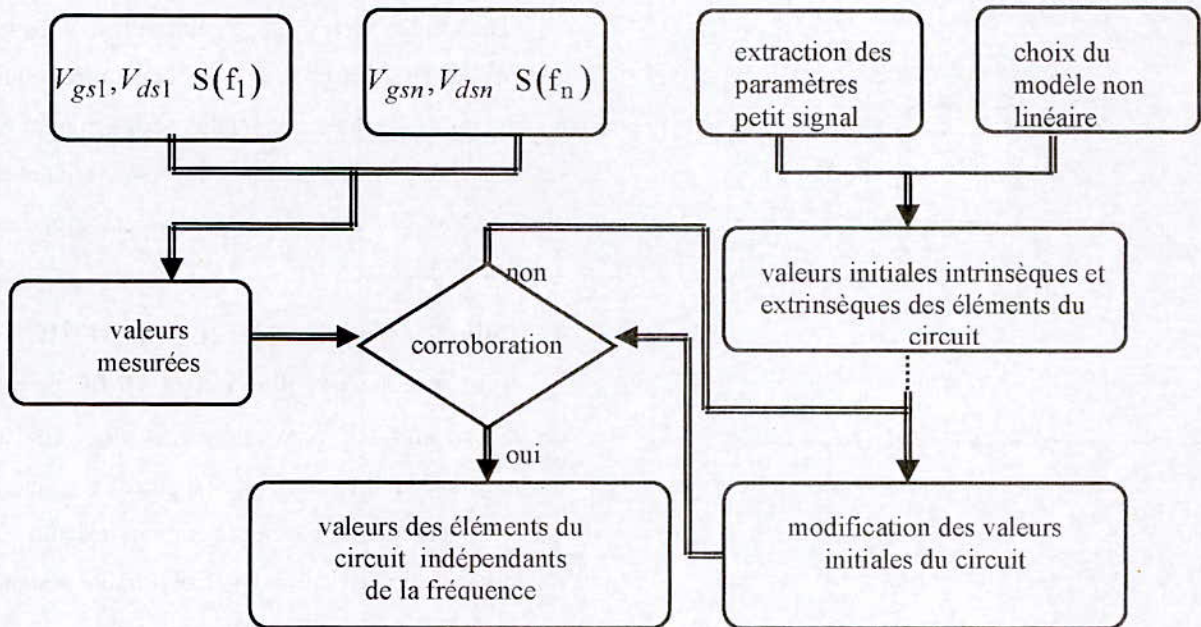 V_gs1,V_ds1 S(f_1)
V_gsn,V_dsn S(f_n)
extraction des
paramètres
petit signal
choix du
modèle non
linéaire
valeurs
mesurées
non
corroboration
oui
valeurs initiales intrinsèques et
extrinsèques des éléments du
circuit
valeurs des éléments du
circuit indépendants
de la fréquence
modification des valeurs
initiales du circuit